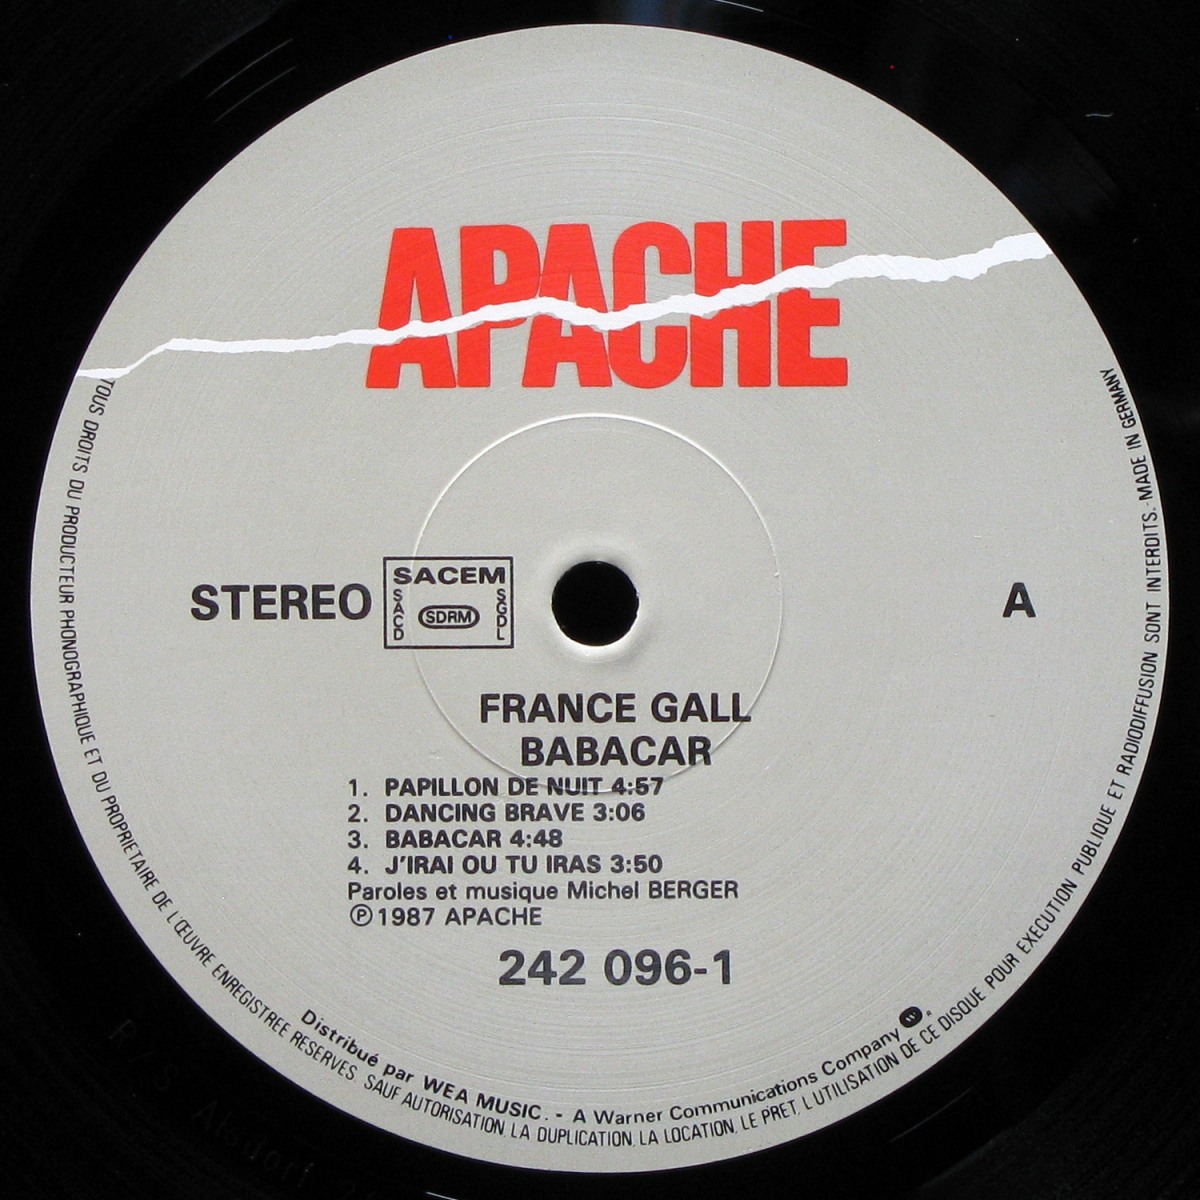 APACHE
STEREO
SACEM
SACD
SDRM
SGDL
A
FRANCE GALL
BABACAR
1. PAPILLON DE NUIT 4:57
2. DANCING BRAVE 3:06
3. BABACAR 4:48
4. J'IRAI OU TU IRAS 3:50
Paroles et musique Michel BERGER
Ⓟ 1987 APACHE
242 096-1
Distribué par WEA MUSIC. - A Warner Communications Company
TOUS DROITS DU PRODUCTEUR PHONOGRAPHIQUE ET DU PROPRIETAIRE DE L'ŒUVRE ENREGISTREE RESERVES. SAUF AUTORISATION, LA DUPLICATION, LA LOCATION, LE PRET, L'UTILISATION DE CE DISQUE POUR EXECUTION PUBLIQUE ET RADIODIFFUSION SONT INTERDITS.- MADE IN GERMANY